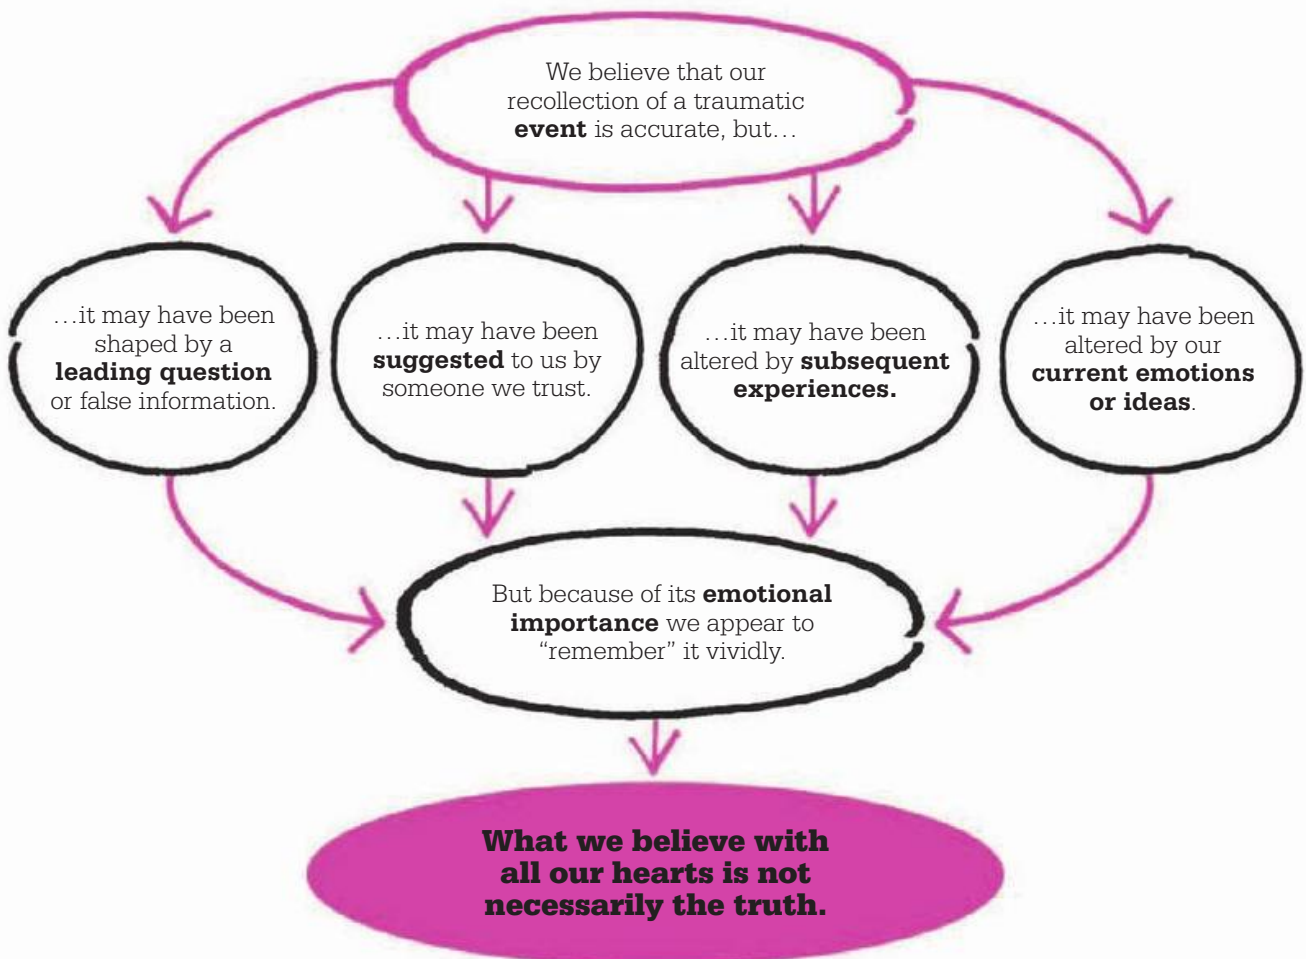 We believe that our
recollection of a traumatic
event is accurate, but…
…it may have been
shaped by a
leading question
or false information.
…it may have been
suggested to us by
someone we trust.
…it may have been
altered by subsequent
experiences.
…it may have been
altered by our
current emotions
or ideas.
But because of its emotional
importance we appear to
“remember” it vividly.
What we believe with
all our hearts is not
necessarily the truth.